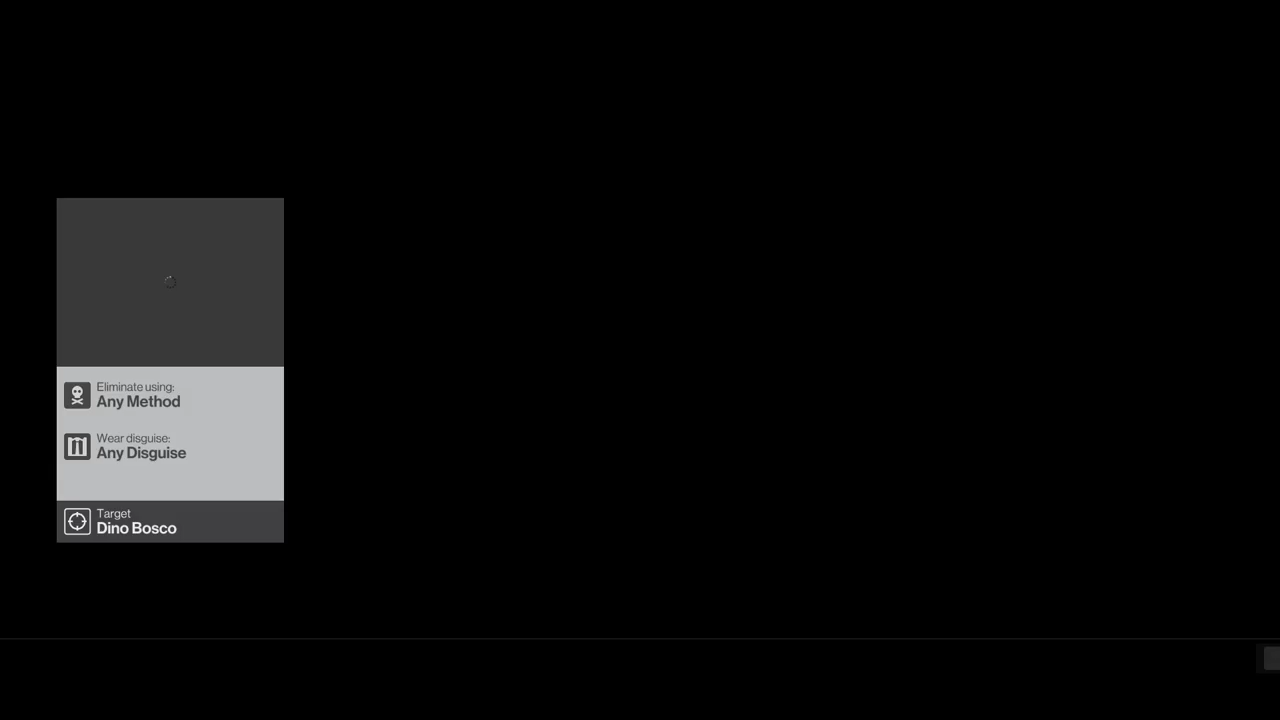 Eliminate using:
Any Method
Wear disguise:
Any Disguise
Target
Dino Bosco